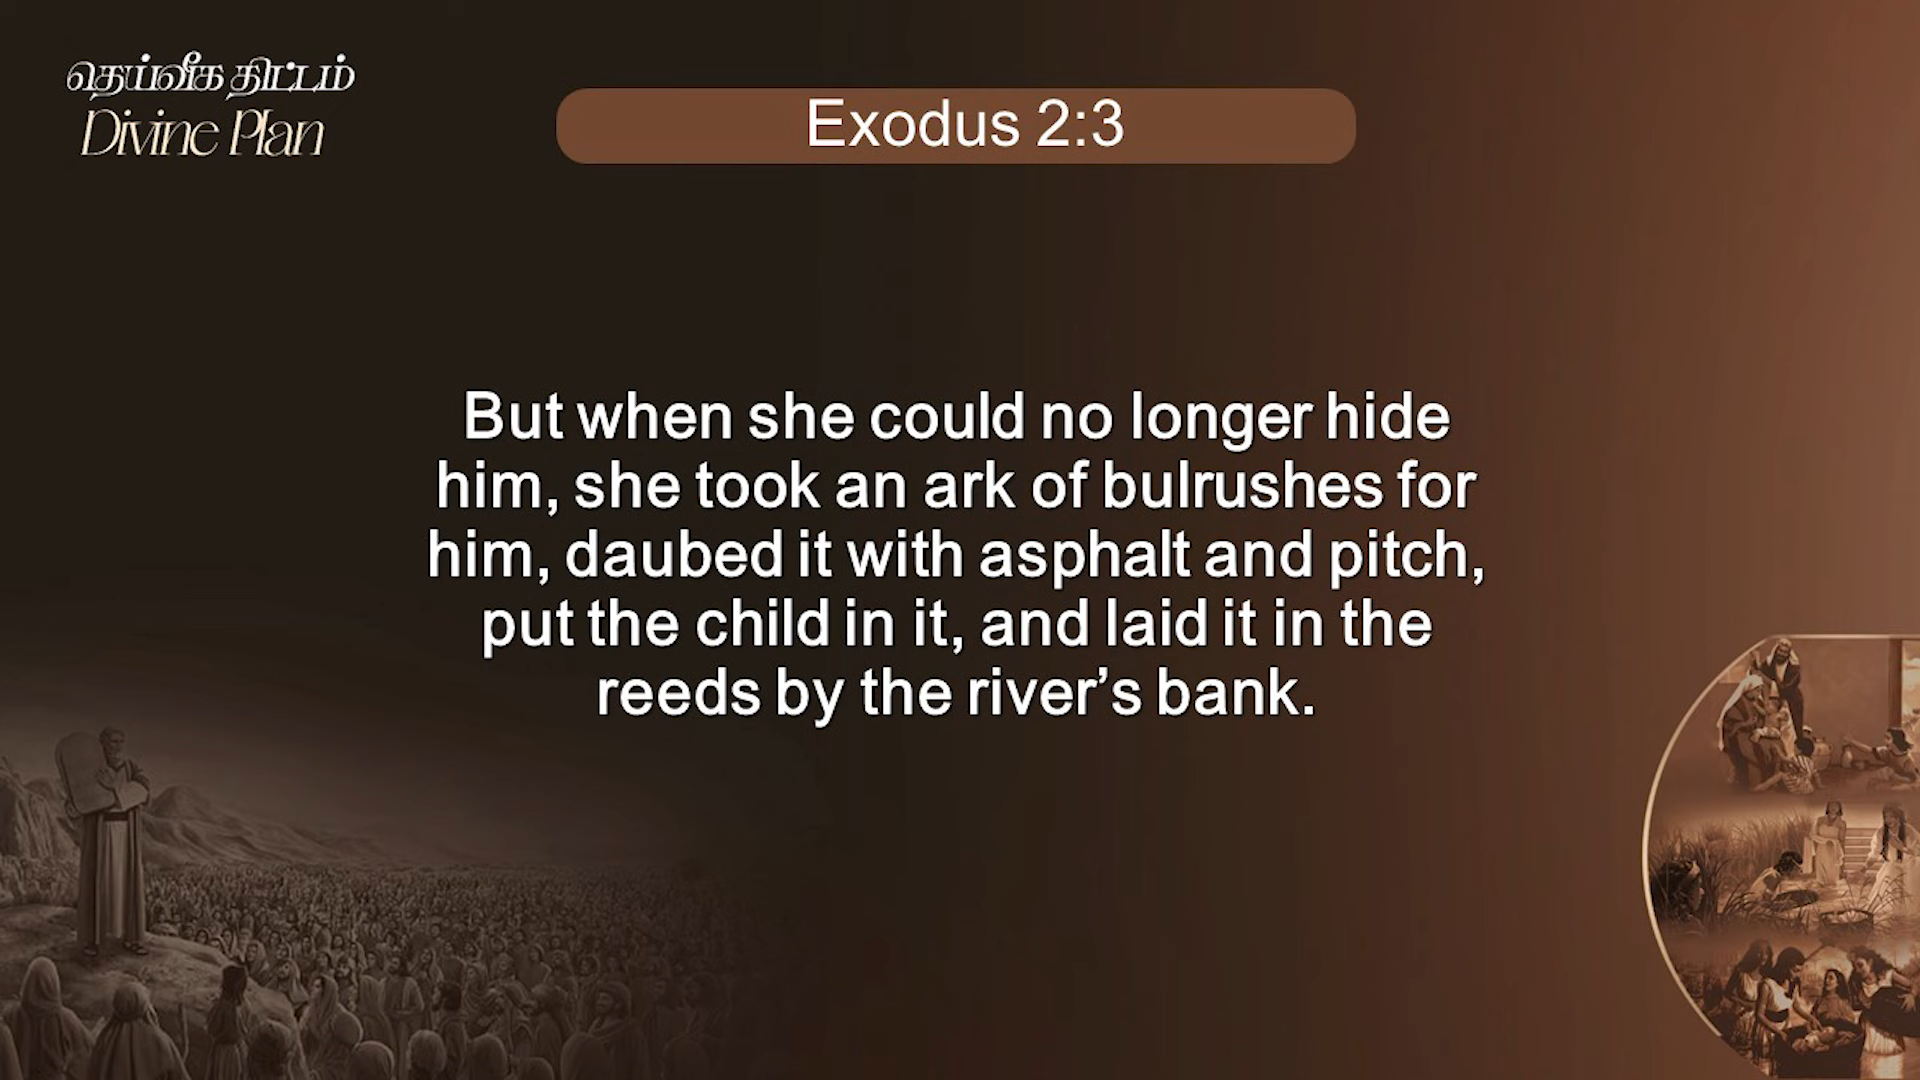 தெய்வீக திட்டம்
Divine Plan
Exodus 2:3
But when she could no longer hide
him, she took an ark of bulrushes for
him, daubed it with asphalt and pitch,
put the child in it, and laid it in the
reeds by the river’s bank.